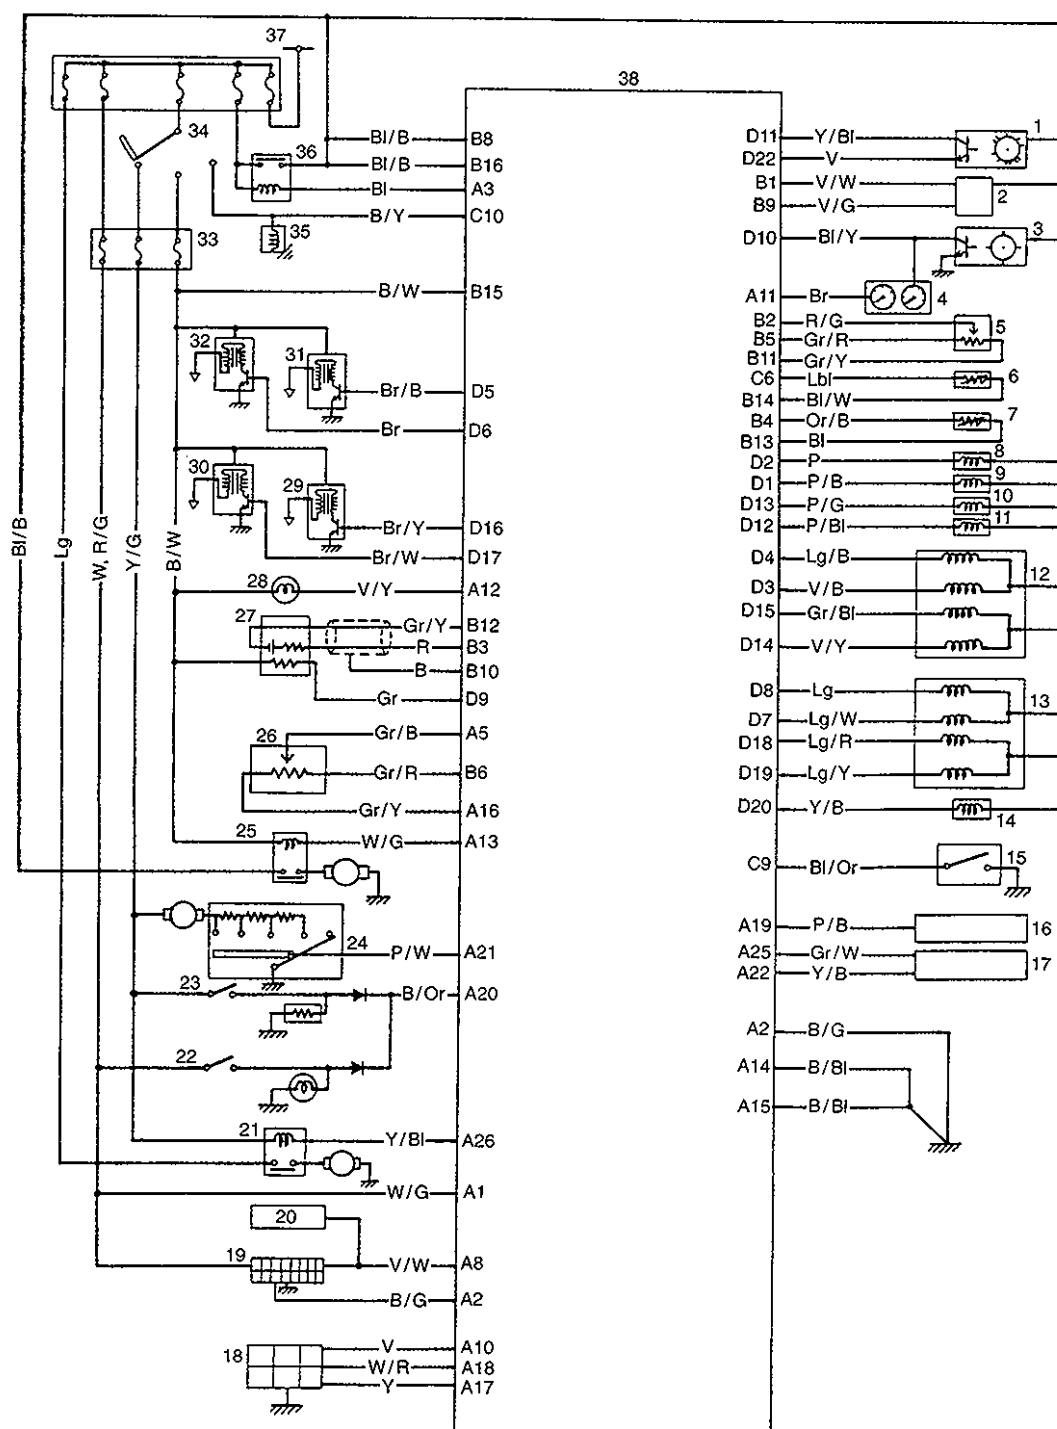 37
38
34
36
Bl/B B8
Bl/B B16
Bl A3
B/Y C10
35
33
B/W B15
32
31
Br/B D5
Br D6
30
29
Br/Y D16
Br/W D17
Bl/B
Lg
W, R/G
Y/G
B/W
28 V/Y A12
27
Gr/Y B12
R B3
B B10
Gr D9
Gr/B A5
26
Gr/R B6
Gr/Y A16
25 W/G A13
24 P/W A21
23 B/Or A20
22
21 Y/Bl A26
W/G A1
20
19 V/W A8
B/G A2
18
V A10
W/R A18
Y A17
D11 Y/Bl 1
D22 V
B1 V/W
2
B9 V/G
D10 Bl/Y 3
A11 Br 4
B2 R/G 5
B5 Gr/R
B11 Gr/Y
C6 Lbl 6
B14 Bl/W
B4 Or/B 7
B13 Bl
D2 P 8
D1 P/B 9
D13 P/G 10
D12 P/Bl 11
D4 Lg/B
12
D3 V/B
D15 Gr/Bl
D14 V/Y
D8 Lg
13
D7 Lg/W
D18 Lg/R
D19 Lg/Y
D20 Y/B 14
C9 Bl/Or 15
A19 P/B 16
A25 Gr/W
17
A22 Y/B
A2 B/G
A14 B/Bl
A15 B/Bl